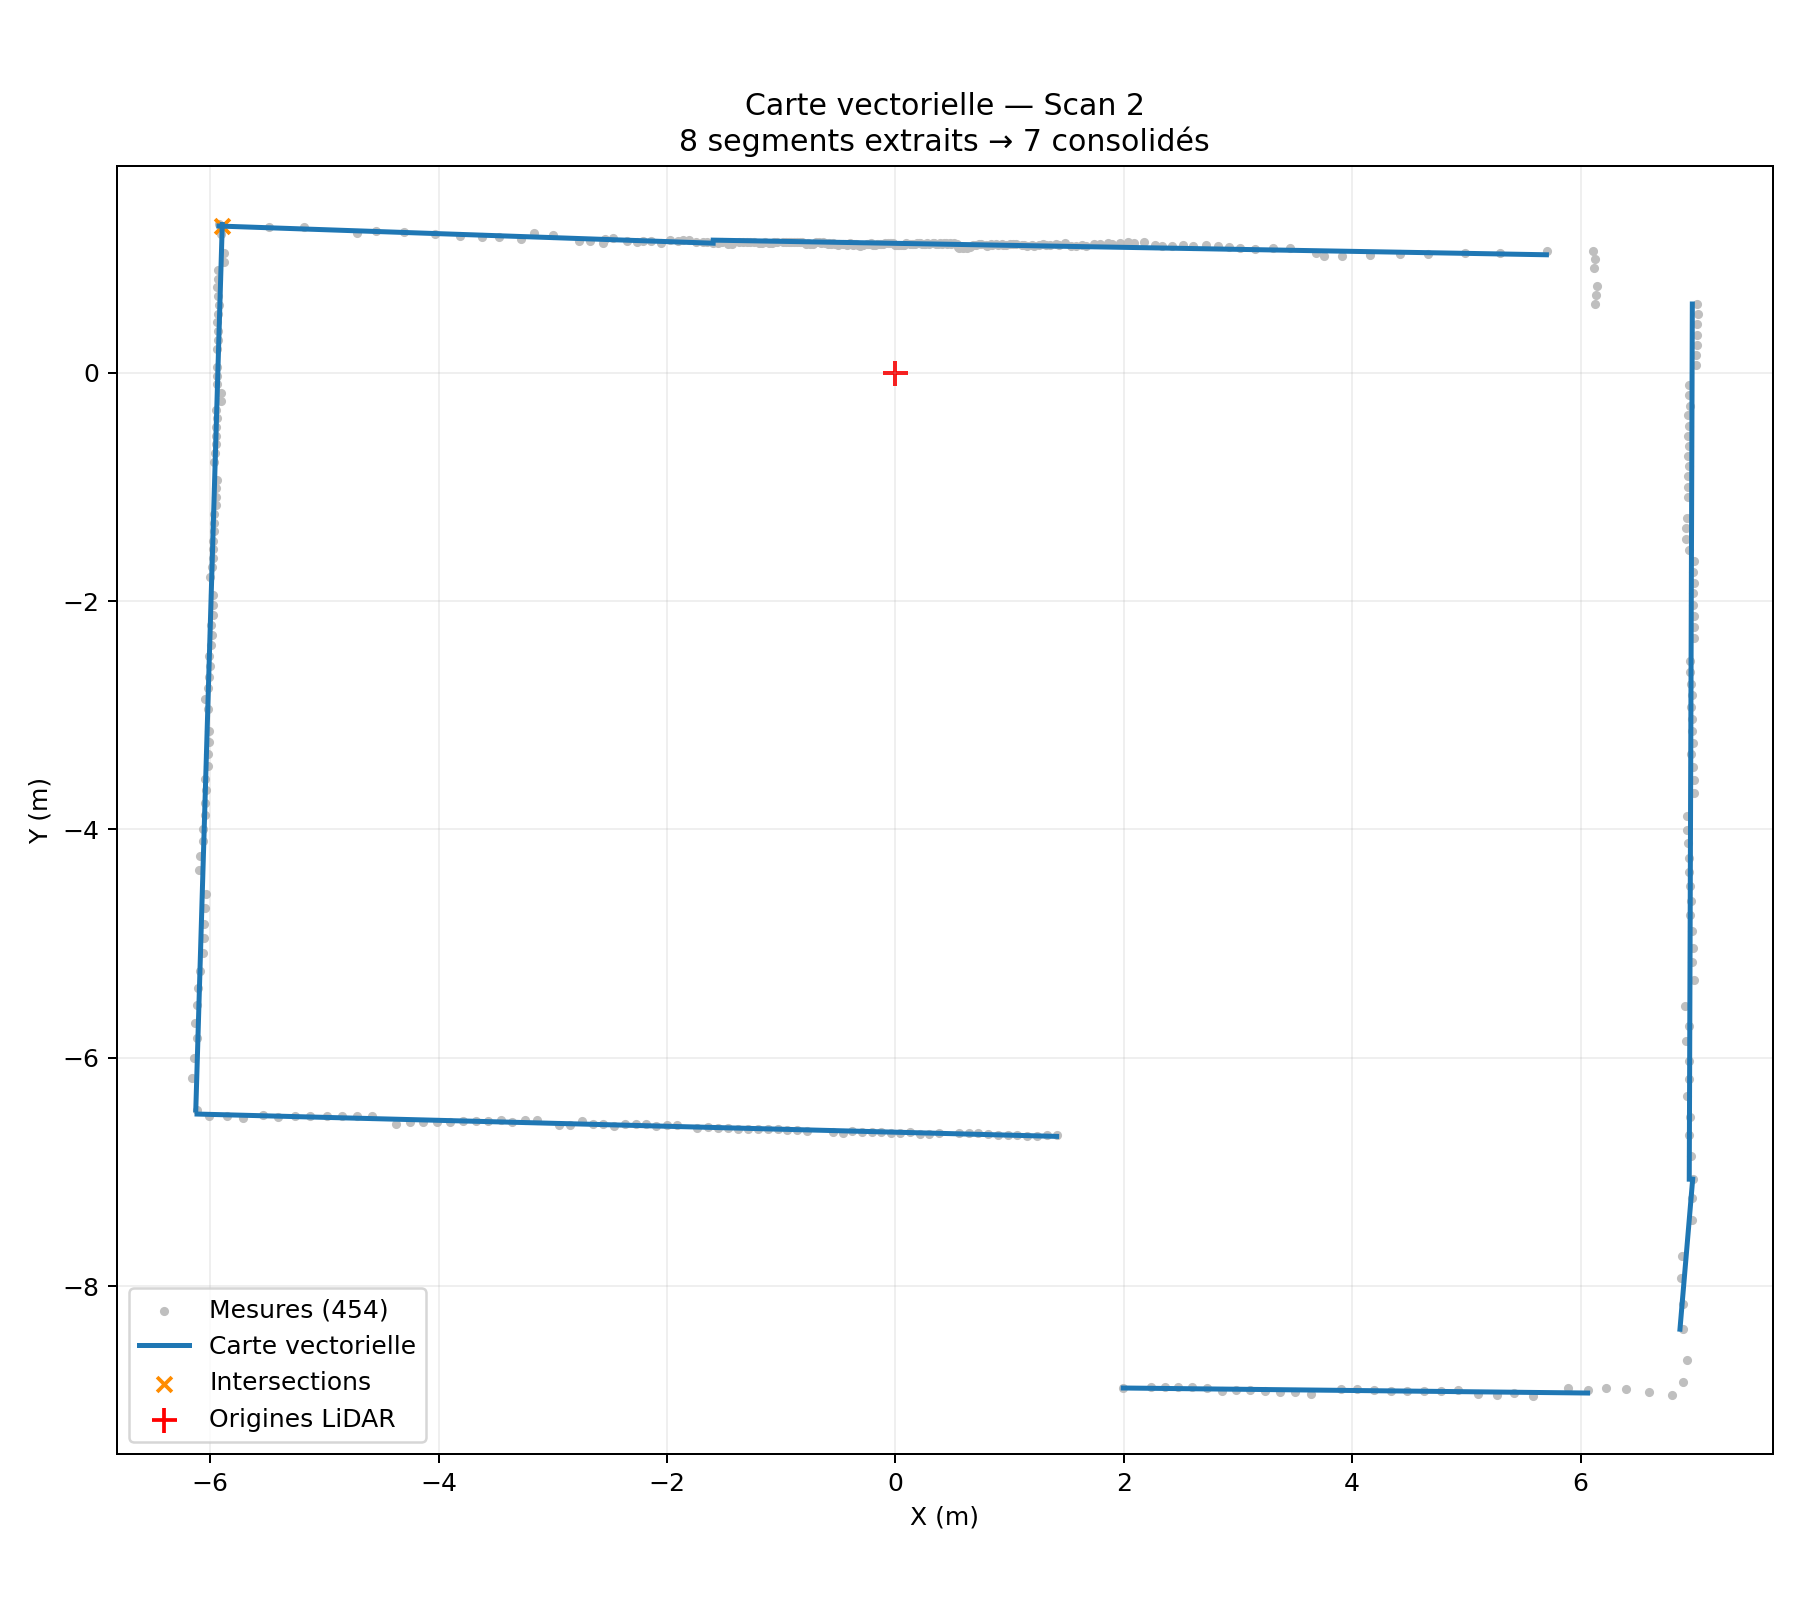 Carte vectorielle — Scan 2
8 segments extraits → 7 consolidés
0
−2
−4
−6
−8
Y (m)
Mesures (454)
Carte vectorielle
Intersections
Origines LiDAR
−6 −4 −2 0 2 4 6
X (m)